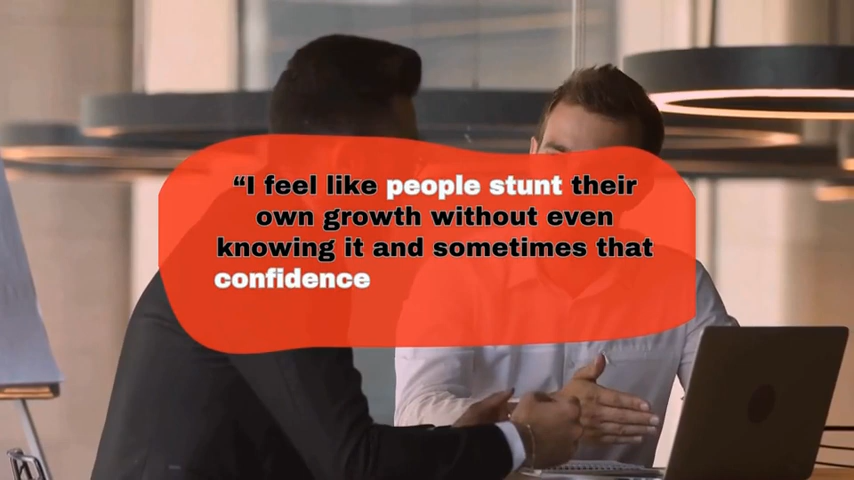 “I feel like people stunt their
own growth without even
knowing it and sometimes that
confidence